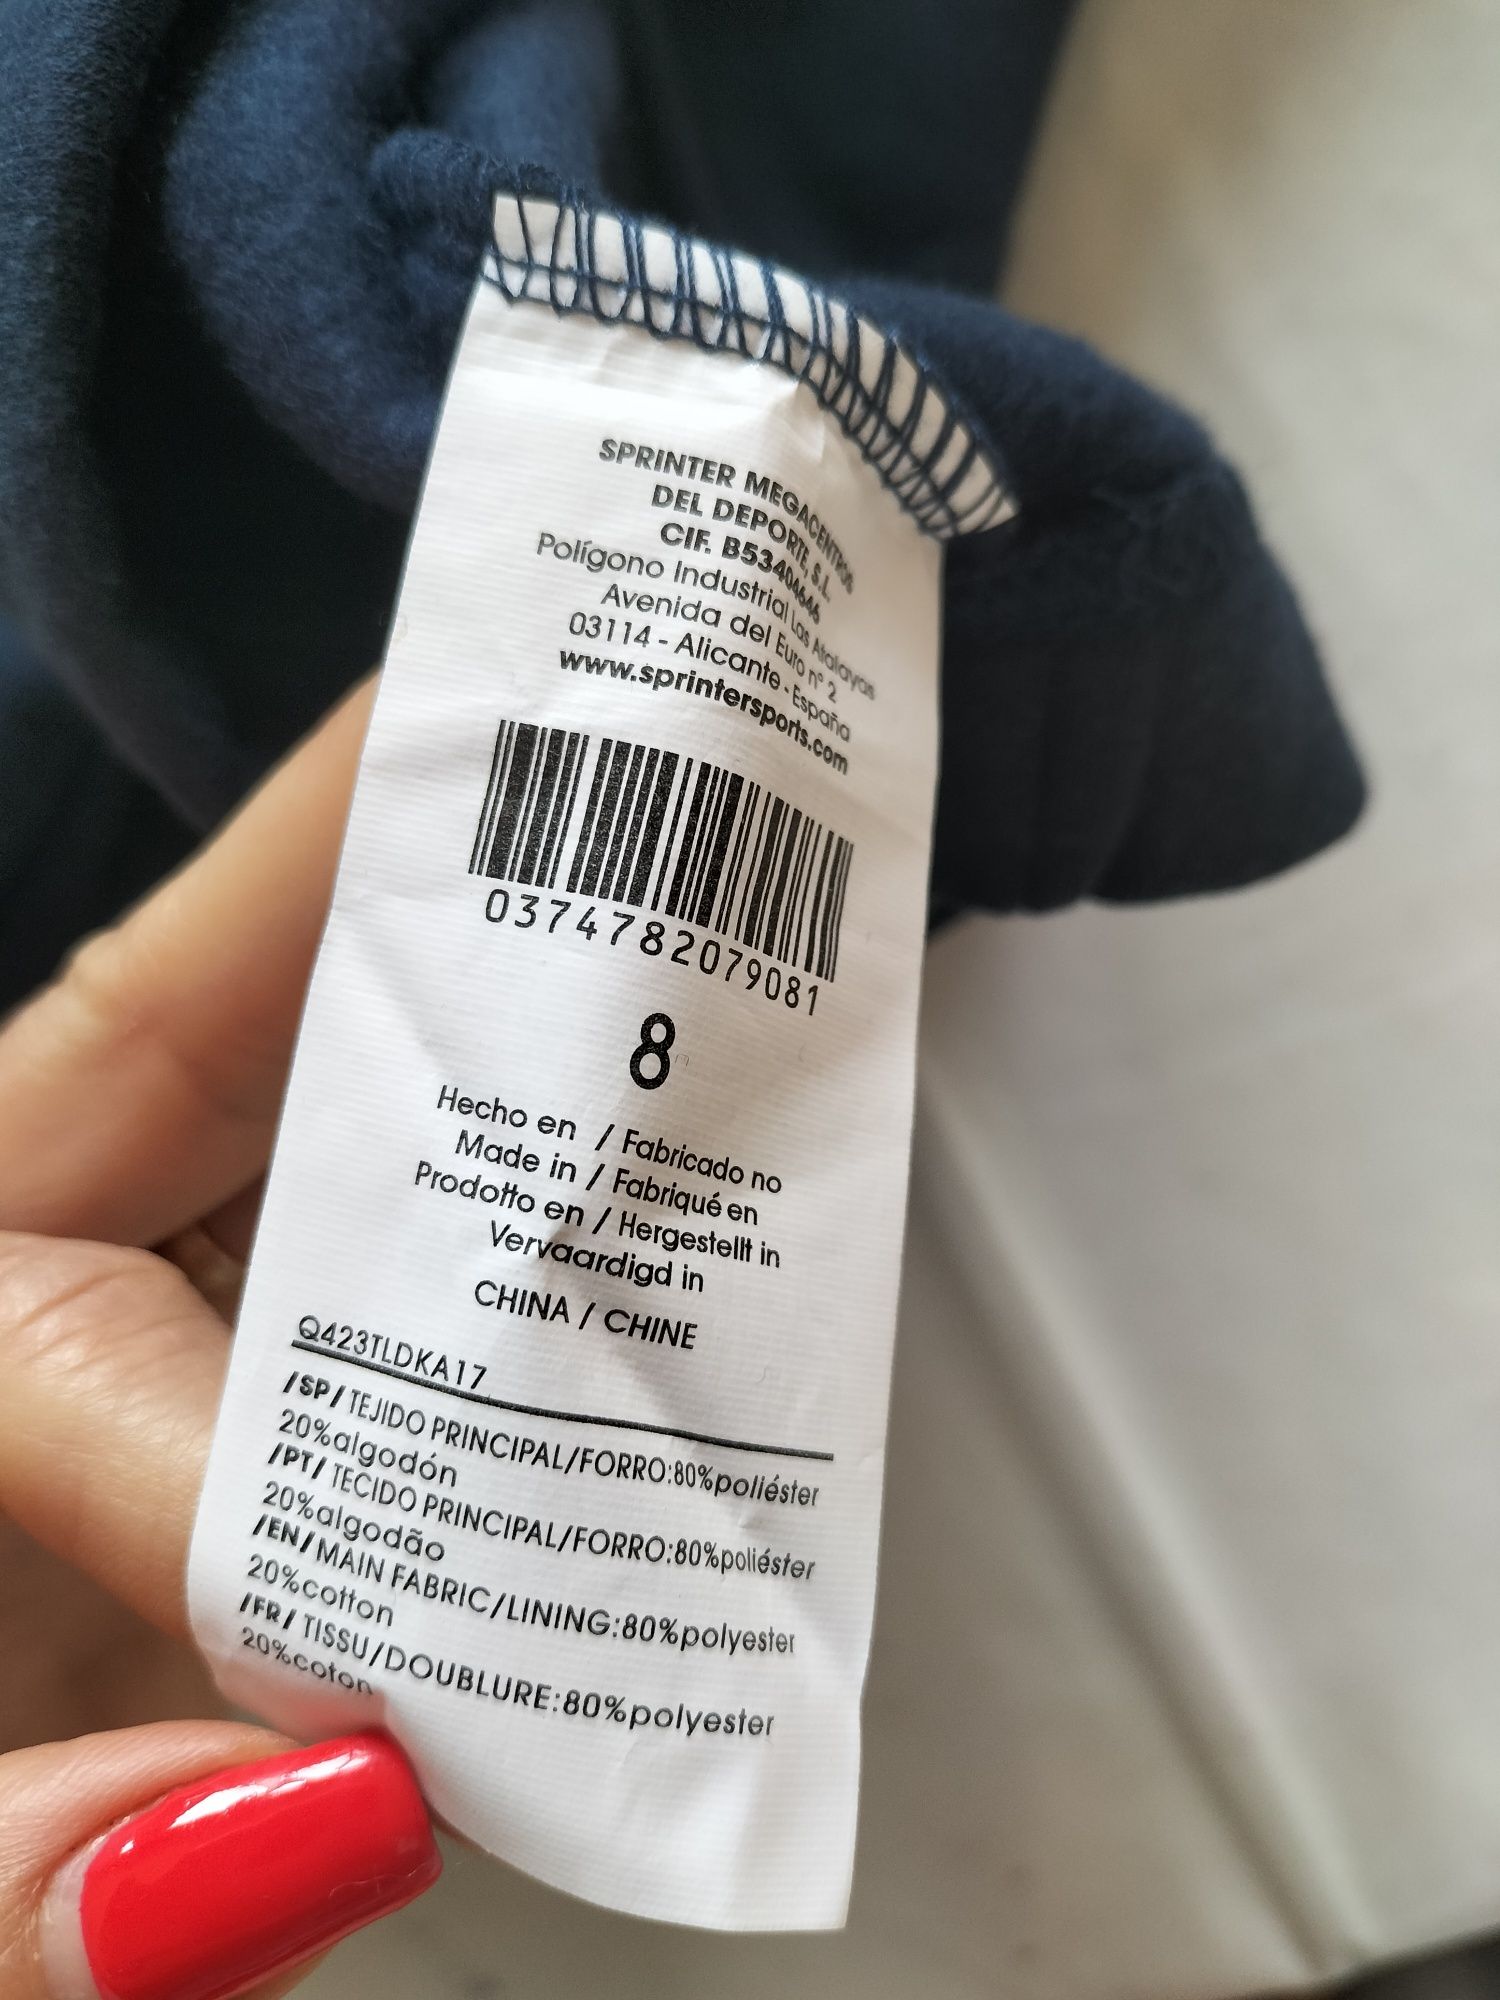 SPRINTER MEGACENTROS
DEL DEPORTE, S.L.
CIF. B53404646
Polígono Industrial Las Atalayas
Avenida del Euro nº 2
03114 - Alicante - España
www.sprintersports.com
0374782079081
8
Hecho en / Fabricado no
Made in / Fabriqué en
Prodotto en / Hergestellt in
Vervaardigd in
CHINA / CHINE
Q423TLDKA17
/SP/ TEJIDO PRINCIPAL/FORRO:80%poliéster
20%algodón
/PT/ TECIDO PRINCIPAL/FORRO:80%poliéster
20%algodão
/EN/ MAIN FABRIC/LINING:80%polyester
20%cotton
/FR/ TISSU/DOUBLURE:80%polyester
20%coton